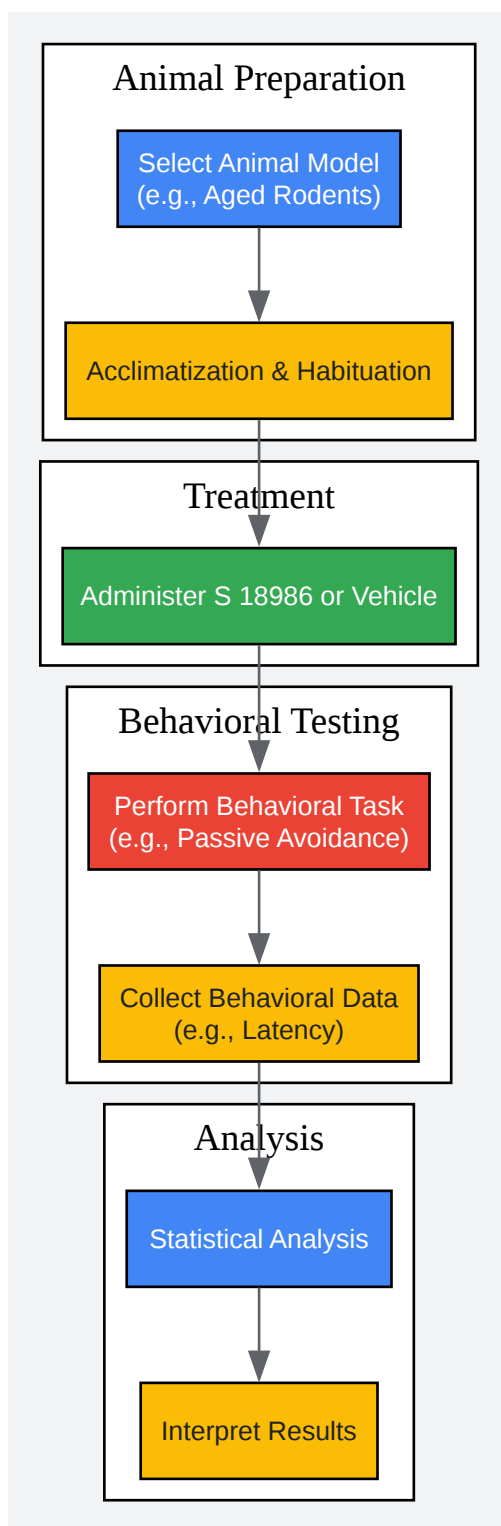 Animal Preparation
Select Animal Model
(e.g., Aged Rodents)
Acclimatization & Habituation
Treatment
Administer S 18986 or Vehicle
Behavioral Testing
Perform Behavioral Task
(e.g., Passive Avoidance)
Collect Behavioral Data
(e.g., Latency)
Analysis
Statistical Analysis
Interpret Results